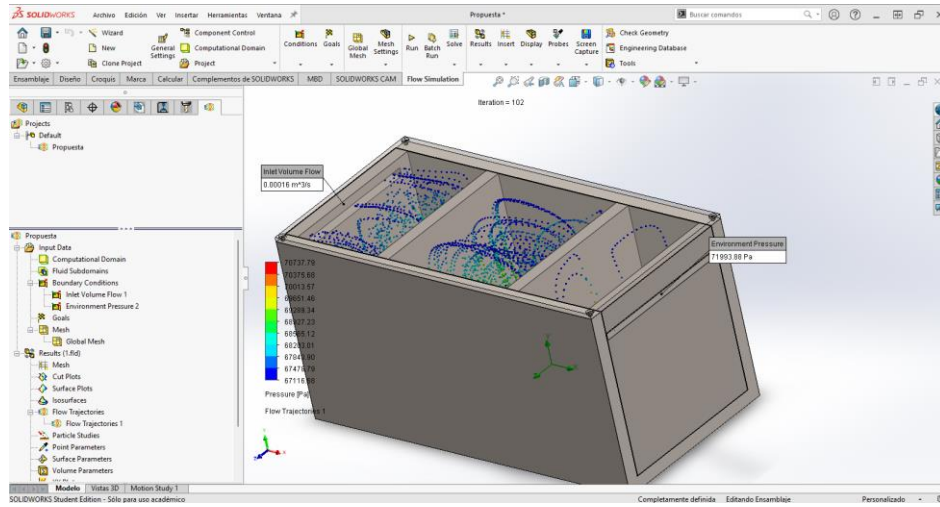 SOLIDWORKS Archivo Edición Ver Insertar Herramientas Ventana Propuesta * Buscar comandos
Wizard
New
Clone Project
General Settings
Component Control
Computational Domain
Project
Conditions
Goals
Global Mesh
Mesh Settings
Run
Batch Run
Solve
Results
Insert
Display
Probes
Screen Capture
Check Geometry
Engineering Database
Tools
Ensamblaje Diseño Croquis Marca Calcular Complementos de SOLIDWORKS MBD SOLIDWORKS CAM Flow Simulation
Iteration = 102
Projects
Default
Propuesta
Propuesta
Input Data
Computational Domain
Fluid Subdomains
Boundary Conditions
Inlet Volume Flow 1
Environment Pressure 2
Goals
Mesh
Global Mesh
Results (1.fld)
Mesh
Cut Plots
Surface Plots
Isosurfaces
Flow Trajectories
Flow Trajectories 1
Particle Studies
Point Parameters
Surface Parameters
Volume Parameters
Inlet Volume Flow
0.00016 m^3/s
Environment Pressure
71993.88 Pa
70737.79
70375.68
70013.57
69651.46
69289.34
68927.23
67479.79
Pressure [Pa]
Flow Trajectories 1
Modelo Vistas 3D Motion Study 1
SOLIDWORKS Student Edition - Sólo para uso académico Completamente definida Editando Ensamblaje Personalizado